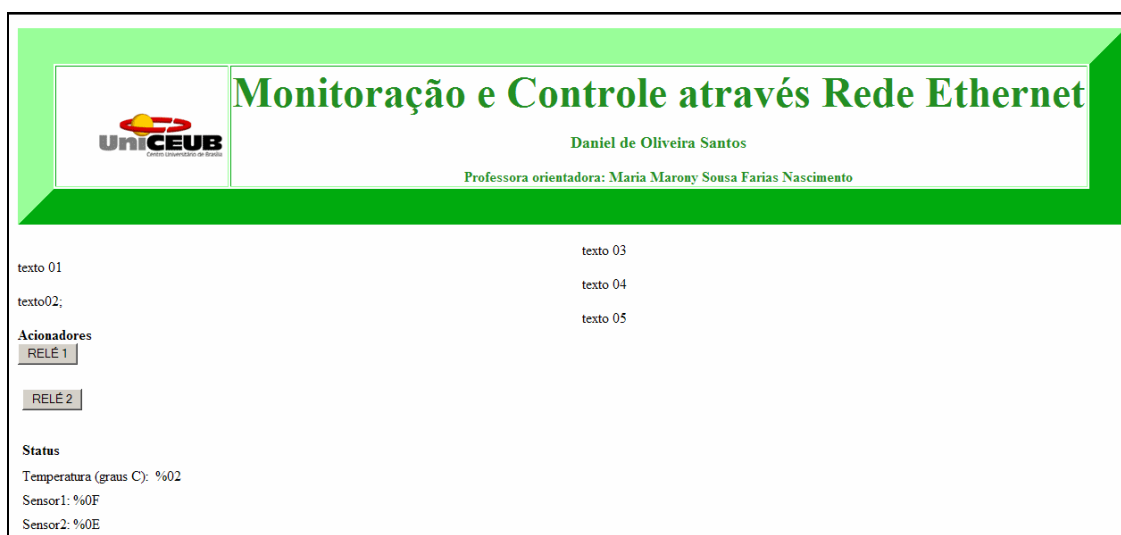 Monitoração e Controle através Rede Ethernet
UniCEUB
Centro Universitário de Brasília
Daniel de Oliveira Santos
Professora orientadora: Maria Marony Sousa Farias Nascimento
texto 01
texto02;
texto 03
texto 04
texto 05
Acionadores
RELÉ 1
RELÉ 2
Status
Temperatura (graus C): %02
Sensor1: %0F
Sensor2: %0E